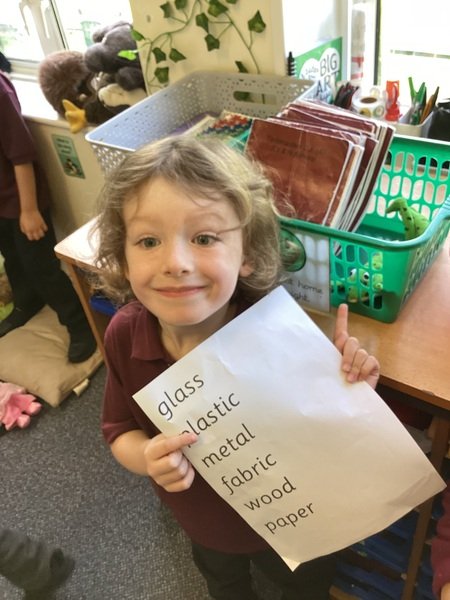 BIG
glass
plastic
metal
fabric
wood
paper